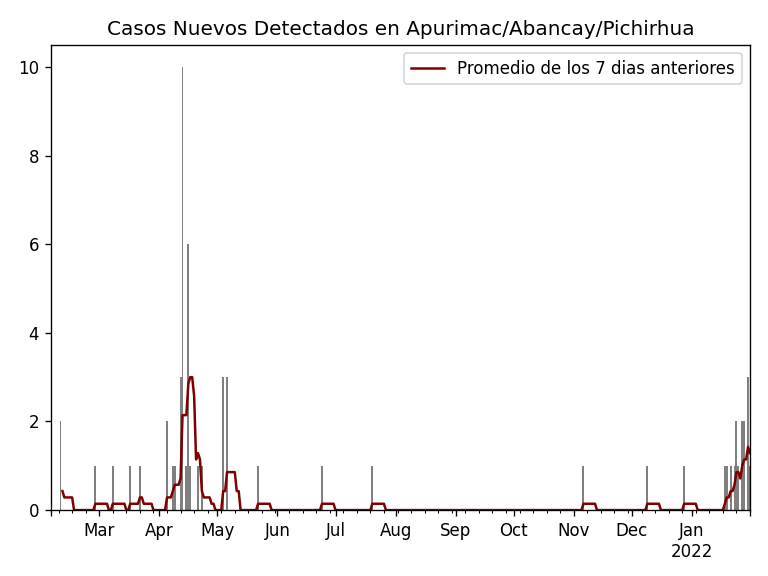 Casos Nuevos Detectados en Apurimac/Abancay/Pichirhua
Promedio de los 7 dias anteriores
10
8
6
4
2
0
Mar Apr May Jun Jul Aug Sep Oct Nov Dec Jan
2022